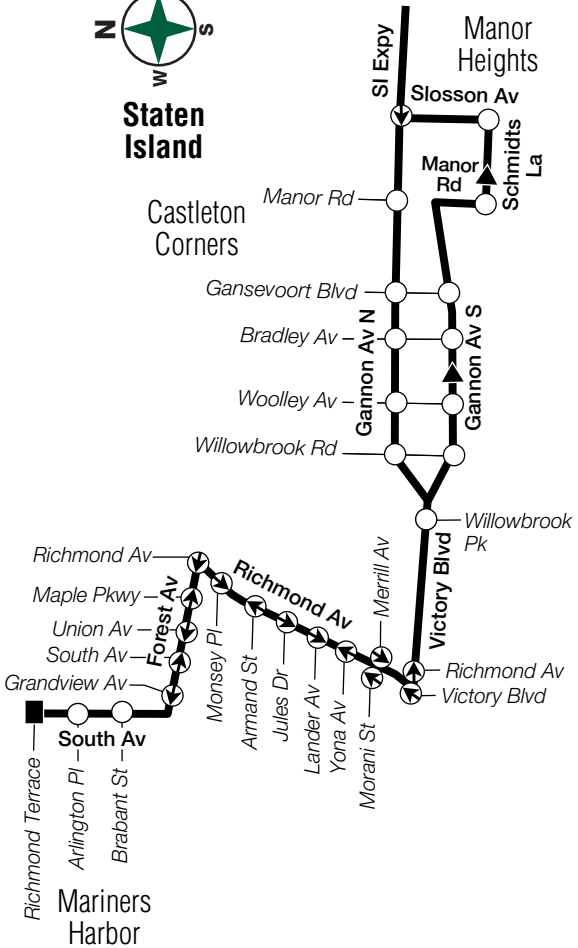 N
S
W
Staten
Island
Manor
Heights
SI Expy
Slosson Av
Schmidts
La
Manor
Rd
Castleton
Corners
Manor Rd
Gansevoort Blvd
Bradley Av
Woolley Av
Willowbrook Rd
Gannon Av N
Gannon Av S
Willowbrook
Pk
Victory Blvd
Merrill Av
Richmond Av
Victory Blvd
Richmond Av
Richmond Av
Maple Pkwy
Union Av
South Av
Grandview Av
Forest Av
Monsey Pl
Armand St
Jules Dr
Lander Av
Yona Av
Morani St
South Av
Richmond Terrace
Arlington Pl
Brabant St
Mariners
Harbor